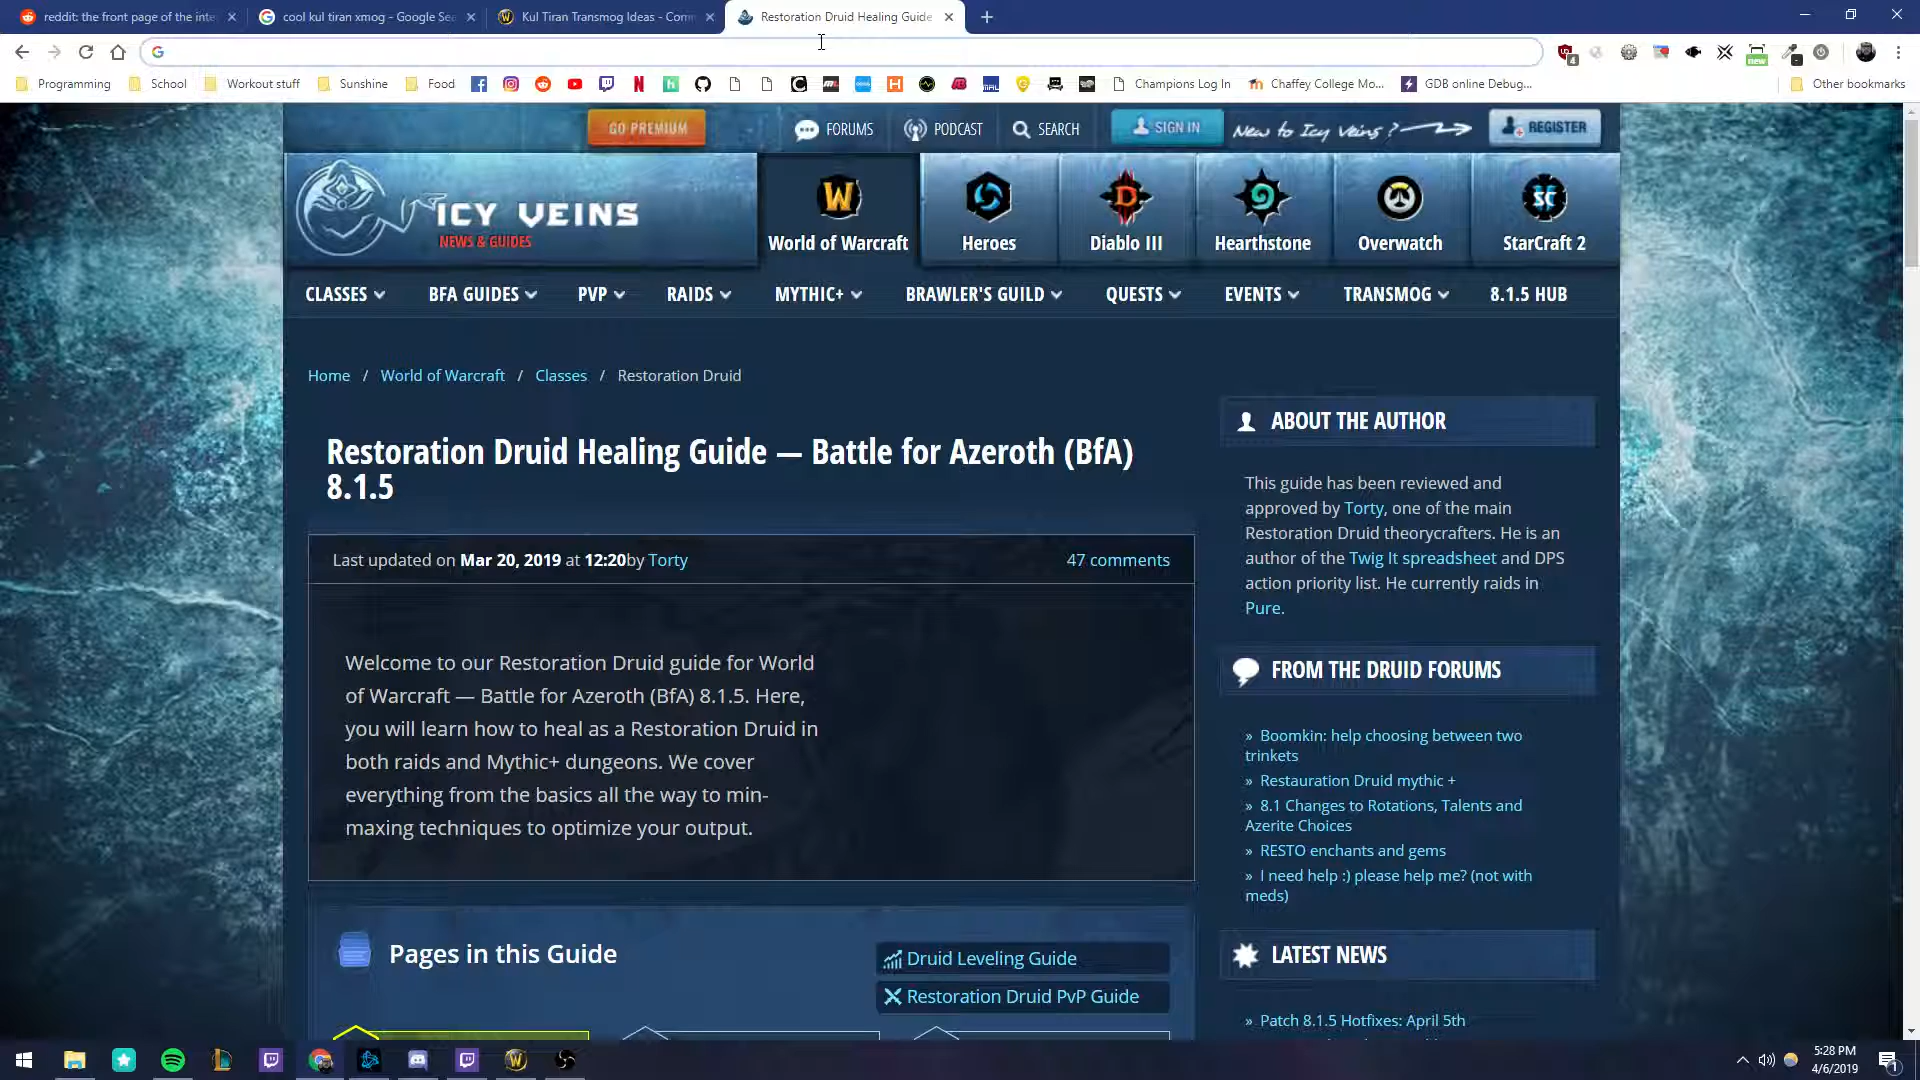 reddit: the front page of the inte
cool kul tiran xmog - Google Se
Kul Tiran Transmog Ideas - Com
Restoration Druid Healing Guide
Programming
School
Workout stuff
Sunshine
Food
Champions Log In
Chaffey College Mo...
GDB online Debug...
Other bookmarks
GO PREMIUM
FORUMS
PODCAST
SEARCH
SIGN IN
New to Icy Veins?
REGISTER
ICY VEINS
NEWS & GUIDES
World of Warcraft
Heroes
Diablo III
Hearthstone
Overwatch
StarCraft 2
CLASSES
BFA GUIDES
PVP
RAIDS
MYTHIC+
BRAWLER'S GUILD
QUESTS
EVENTS
TRANSMOG
8.1.5 HUB
Home / World of Warcraft / Classes / Restoration Druid
Restoration Druid Healing Guide — Battle for Azeroth (BfA)
8.1.5
Last updated on Mar 20, 2019 at 12:20by Torty
47 comments
Welcome to our Restoration Druid guide for World
of Warcraft — Battle for Azeroth (BfA) 8.1.5. Here,
you will learn how to heal as a Restoration Druid in
both raids and Mythic+ dungeons. We cover
everything from the basics all the way to min-
maxing techniques to optimize your output.
Pages in this Guide
Druid Leveling Guide
Restoration Druid PvP Guide
ABOUT THE AUTHOR
This guide has been reviewed and
approved by Torty, one of the main
Restoration Druid theorycrafters. He is an
author of the Twig It spreadsheet and DPS
action priority list. He currently raids in
Pure.
FROM THE DRUID FORUMS
» Boomkin: help choosing between two
trinkets
» Restauration Druid mythic +
» 8.1 Changes to Rotations, Talents and
Azerite Choices
» RESTO enchants and gems
» I need help :) please help me? (not with
meds)
LATEST NEWS
» Patch 8.1.5 Hotfixes: April 5th
5:28 PM
4/6/2019